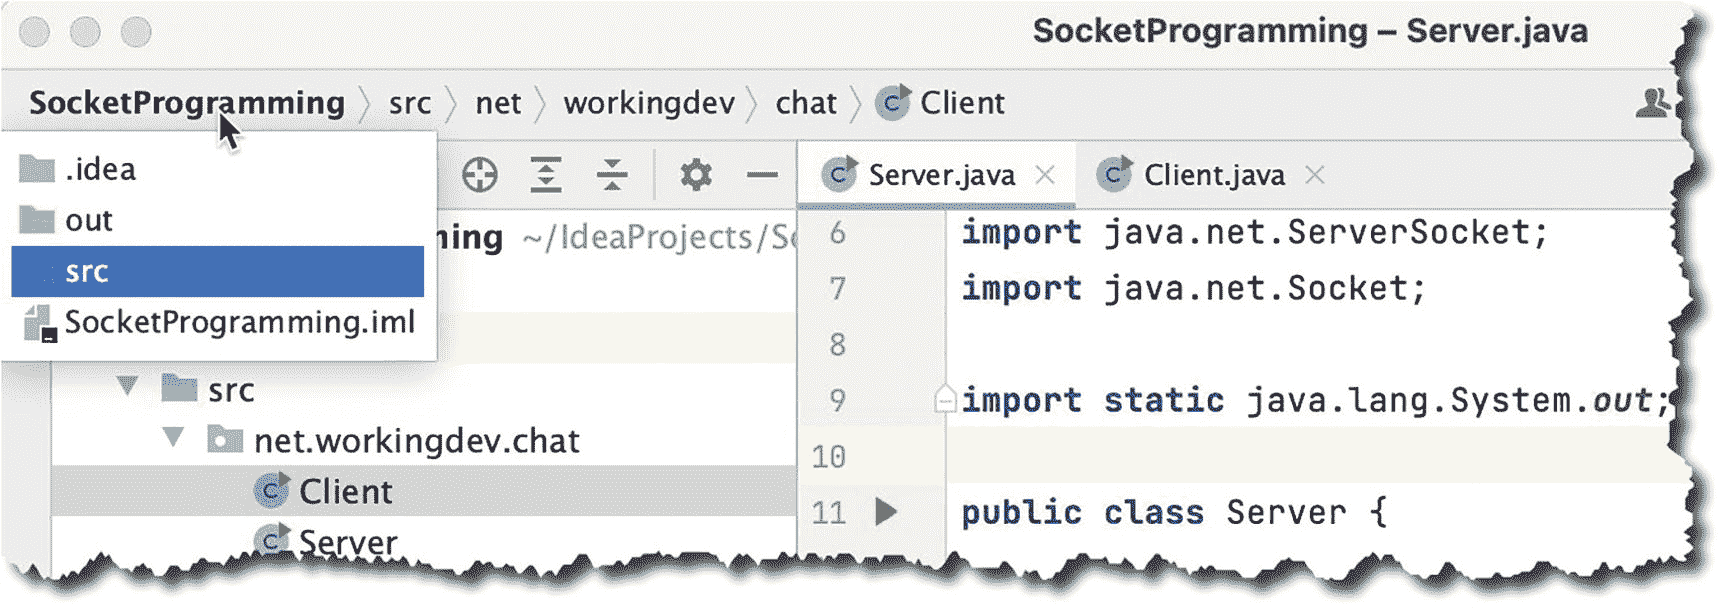 SocketProgramming – Server.java
SocketProgramming src net workingdev chat C Client
.idea
out
src
SocketProgramming.iml
C Server.java C Client.java
~/IdeaProjects/
src
net.workingdev.chat
C Client
C Server
6 import java.net.ServerSocket;
7 import java.net.Socket;
8
9 import static java.lang.System.out;
10
11 public class Server {